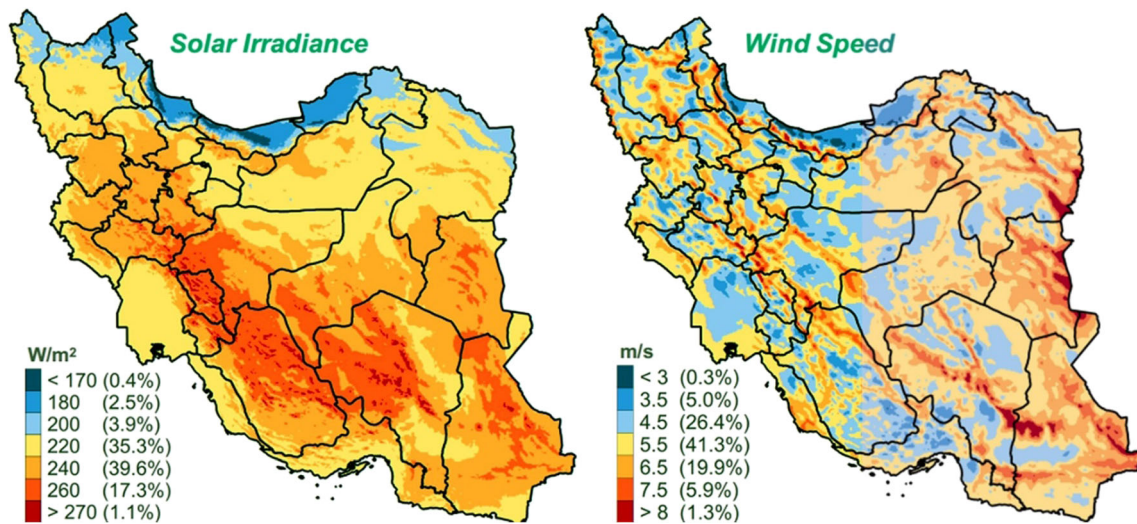 Solar Irradiance
W/m²
< 170 (0.4%)
180 (2.5%)
200 (3.9%)
220 (35.3%)
240 (39.6%)
260 (17.3%)
> 270 (1.1%)
Wind Speed
m/s
< 3 (0.3%)
3.5 (5.0%)
4.5 (26.4%)
5.5 (41.3%)
6.5 (19.9%)
7.5 (5.9%)
> 8 (1.3%)